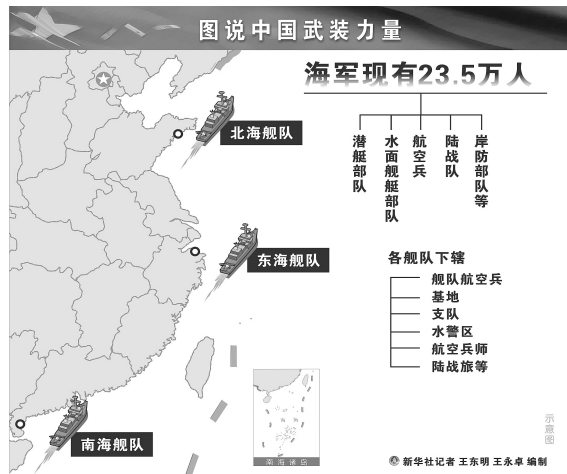 图说中国武装力量
海军现有23.5万人
潜艇部队
水面舰艇部队
航空兵
陆战队
岸防部队等
北海舰队
东海舰队
南海舰队
各舰队下辖
舰队航空兵
基地
支队
水警区
航空兵师
陆战旅等
南海诸岛
示意图
新华社记者 王东明 王永卓 编制